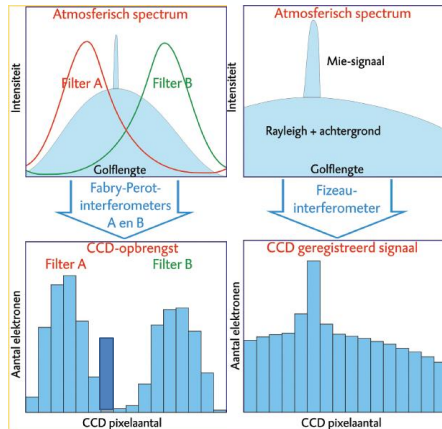 Atmosferisch spectrum
Intensiteit
Filter A
Filter B
Golflengte
Fabry-Perot-
interferometers
A en B
CCD-opbrengst
Filter A
Filter B
Aantal elektronen
CCD pixelaantal
Atmosferisch spectrum
Intensiteit
Mie-signaal
Rayleigh + achtergrond
Golflengte
Fizeau-
interferometer
CCD geregistreerd signaal
Aantal elektronen
CCD pixelaantal